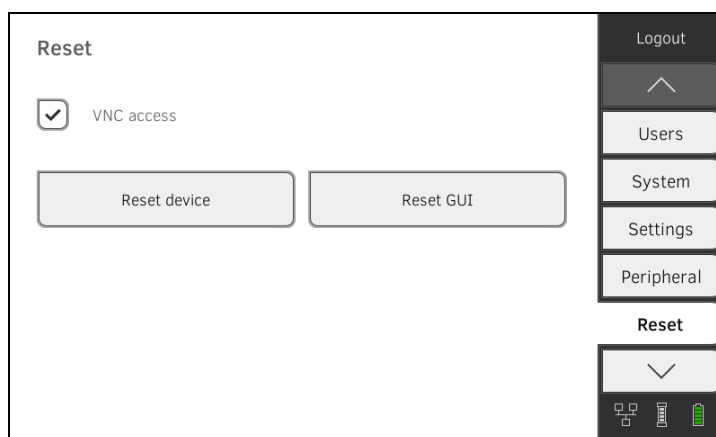 Reset
VNC access
Reset device
Reset GUI
Logout
Users
System
Settings
Peripheral
Reset